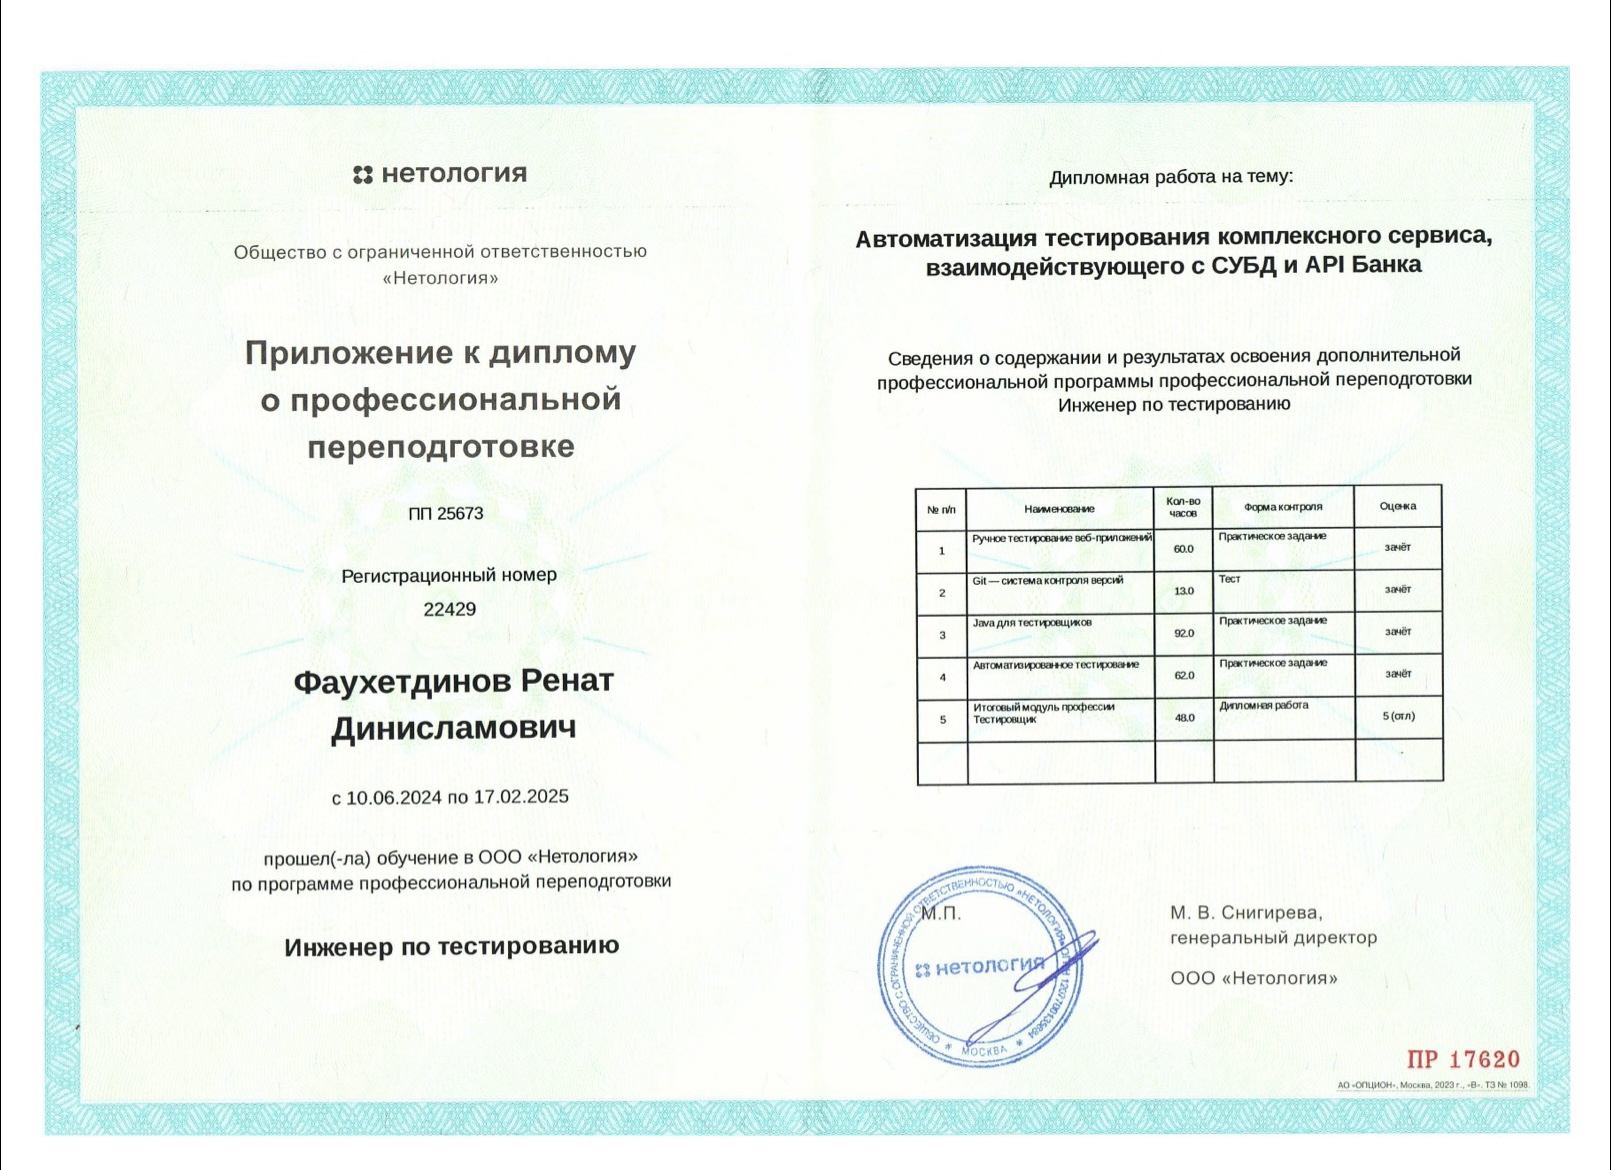 нетология
Общество с ограниченной ответственностью
«Нетология»
Приложение к диплому
о профессиональной
переподготовке
ПП 25673
Регистрационный номер
22429
Фаухетдинов Ренат
Динисламович
с 10.06.2024 по 17.02.2025
прошел(-ла) обучение в ООО «Нетология»
по программе профессиональной переподготовки
Инженер по тестированию
Дипломная работа на тему:
Автоматизация тестирования комплексного сервиса,
взаимодействующего с СУБД и API Банка
Сведения о содержании и результатах освоения дополнительной
профессиональной программы профессиональной переподготовки
Инженер по тестированию
№ п/п Наименование Кол-во часов Форма контроля Оценка
1 Ручное тестирование веб-приложений 60.0 Практическое задание зачёт
2 Git — система контроля версий 13.0 Тест зачёт
3 Java для тестировщиков 92.0 Практическое задание зачёт
4 Автоматизированное тестирование 62.0 Практическое задание зачёт
5 Итоговый модуль профессии Тестировщик 48.0 Дипломная работа 5 (отл)
М.П.
ОБЩЕСТВО С ОГРАНИЧЕННОЙ ОТВЕТСТВЕННОСТЬЮ «НЕТОЛОГИЯ»
нетология
* МОСКВА *
М. В. Снигирева,
генеральный директор
ООО «Нетология»
ПР 17620
АО «ОПЦИОН», Москва, 2023 г., «В». ТЗ № 1098.